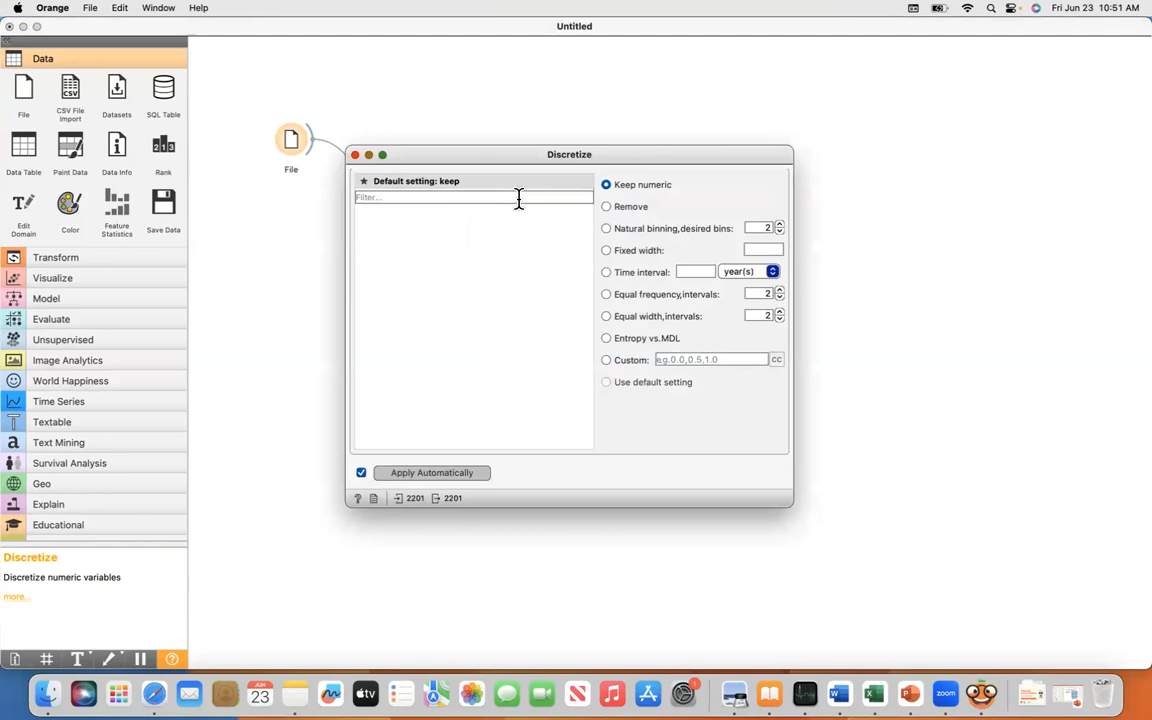 Orange File Edit Window Help
Fri Jun 23 10:51 AM
Untitled
Data
File
CSV File Import
Datasets
SQL Table
Data Table
Paint Data
Data Info
Rank
Edit Domain
Color
Feature Statistics
Save Data
Transform
Visualize
Model
Evaluate
Unsupervised
Image Analytics
World Happiness
Time Series
Textable
Text Mining
Survival Analysis
Geo
Explain
Educational
Discretize
Discretize numeric variables
more...
File
Discretize
Default setting: keep
Filter...
Keep numeric
Remove
Natural binning,desired bins: 2
Fixed width:
Time interval: year(s)
Equal frequency,intervals: 2
Equal width,intervals: 2
Entropy vs.MDL
Custom: e.g.0.0,0.5,1.0 CC
Use default setting
Apply Automatically
2201 2201
JUN
23
tv
zoom
1